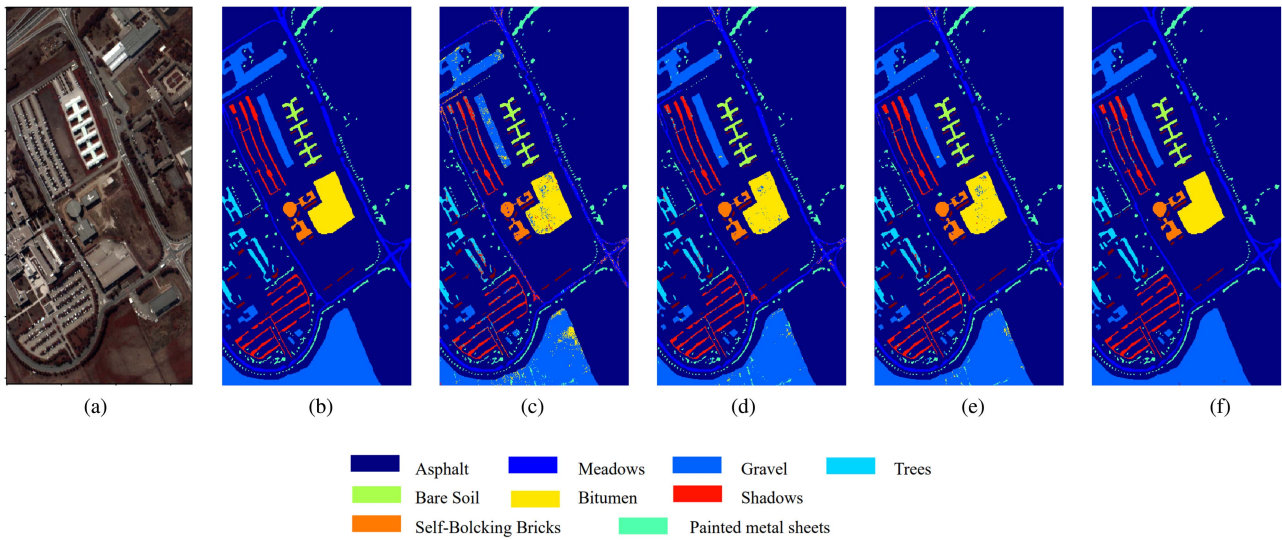 (a) (b) (c) (d) (e) (f)
Asphalt Meadows Gravel Trees
Bare Soil Bitumen Shadows
Self-Bolcking Bricks Painted metal sheets